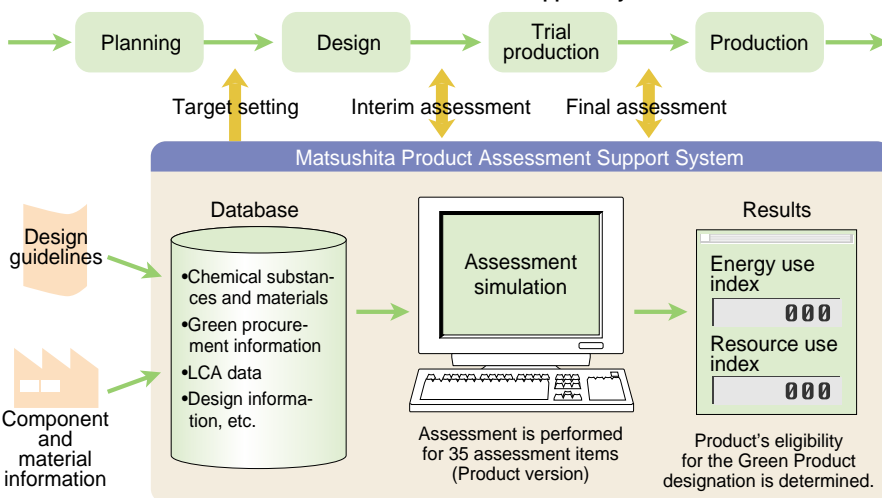 Planning
Design
Trial
production
Production
Target setting
Interim assessment
Final assessment
Matsushita Product Assessment Support System
Design
guidelines
Component
and
material
information
Database
•Chemical substan-
ces and materials
•Green procure-
ment information
•LCA data
•Design informa-
tion, etc.
Assessment
simulation
Assessment is performed
for 35 assessment items
(Product version)
Results
Energy use
index
000
Resource use
index
000
Product's eligibility
for the Green Product
designation is determined.